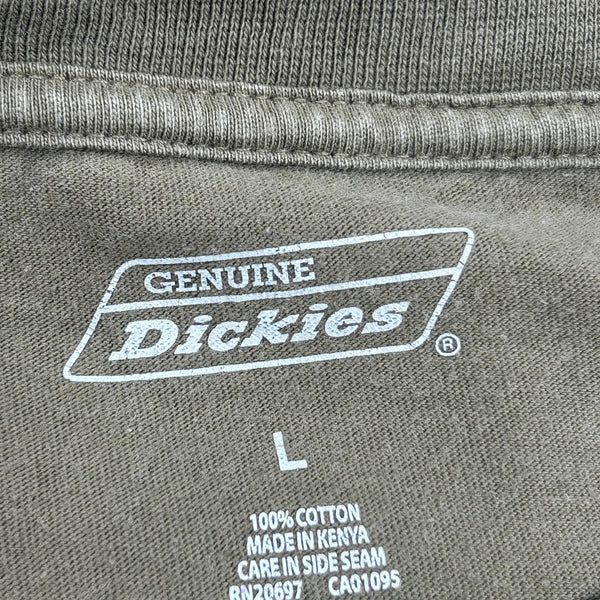 GENUINE
Dickies ®
L
100% COTTON
MADE IN KENYA
CARE IN SIDE SEAM
RN20697 CA01095